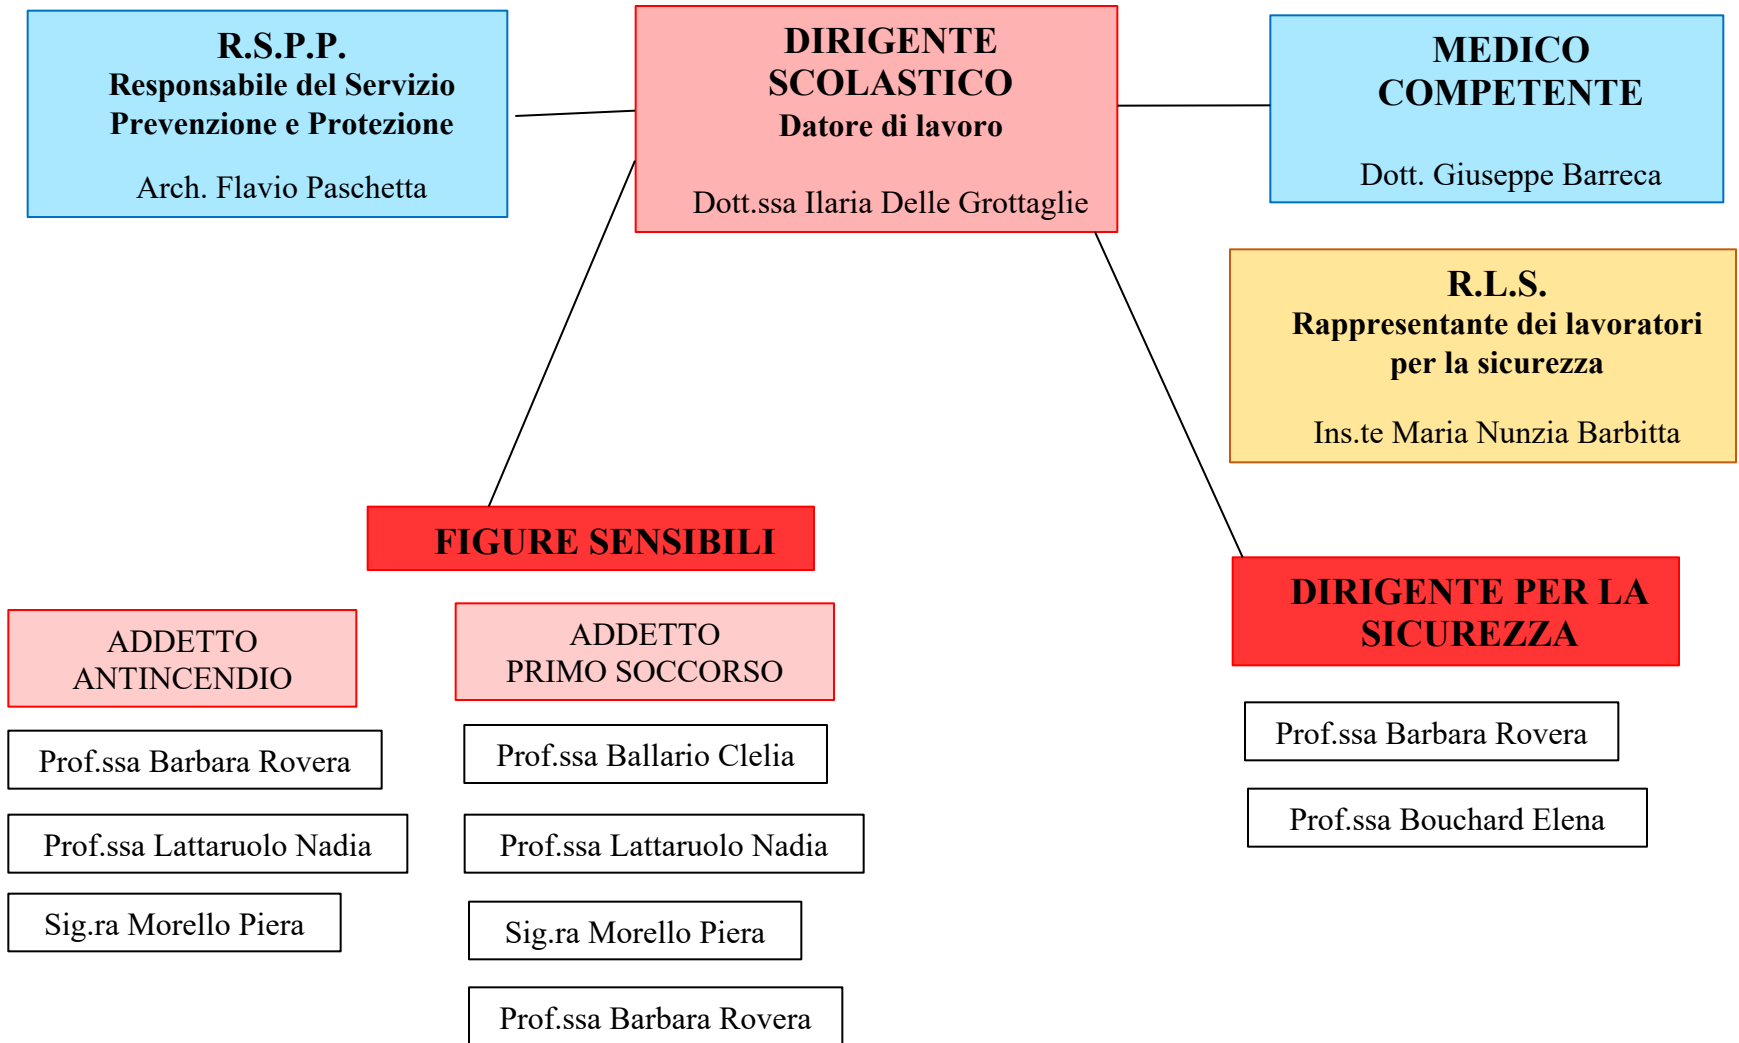 R.S.P.P.
Responsabile del Servizio
Prevenzione e Protezione
Arch. Flavio Paschetta
DIRIGENTE
SCOLASTICO
Datore di lavoro
Dott.ssa Ilaria Delle Grottaglie
MEDICO
COMPETENTE
Dott. Giuseppe Barreca
R.L.S.
Rappresentante dei lavoratori
per la sicurezza
Ins.te Maria Nunzia Barbitta
FIGURE SENSIBILI
ADDETTO
ANTINCENDIO
Prof.ssa Barbara Rovera
Prof.ssa Lattaruolo Nadia
Sig.ra Morello Piera
ADDETTO
PRIMO SOCCORSO
Prof.ssa Ballario Clelia
Prof.ssa Lattaruolo Nadia
Sig.ra Morello Piera
Prof.ssa Barbara Rovera
DIRIGENTE PER LA
SICUREZZA
Prof.ssa Barbara Rovera
Prof.ssa Bouchard Elena